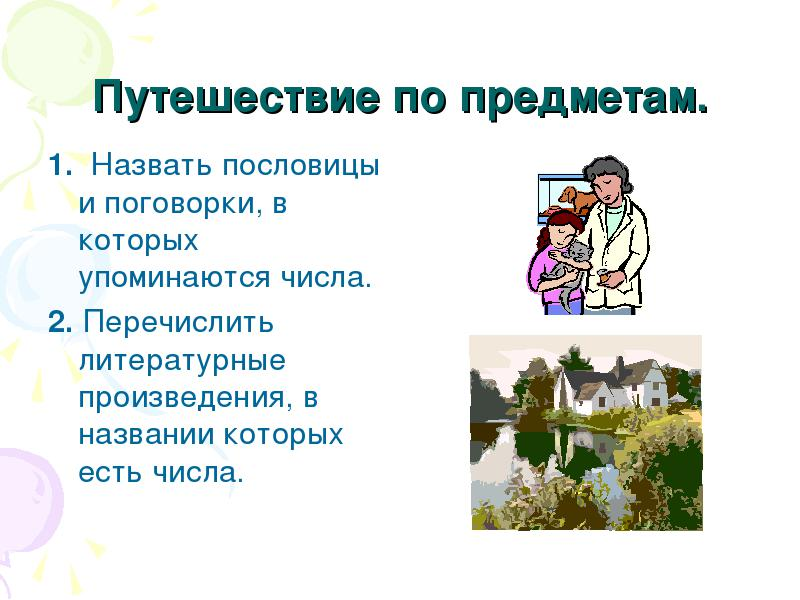 Путешествие по предметам.
1. Назвать пословицы
и поговорки, в
которых
упоминаются числа.
2. Перечислить
литературные
произведения, в
названии которых
есть числа.